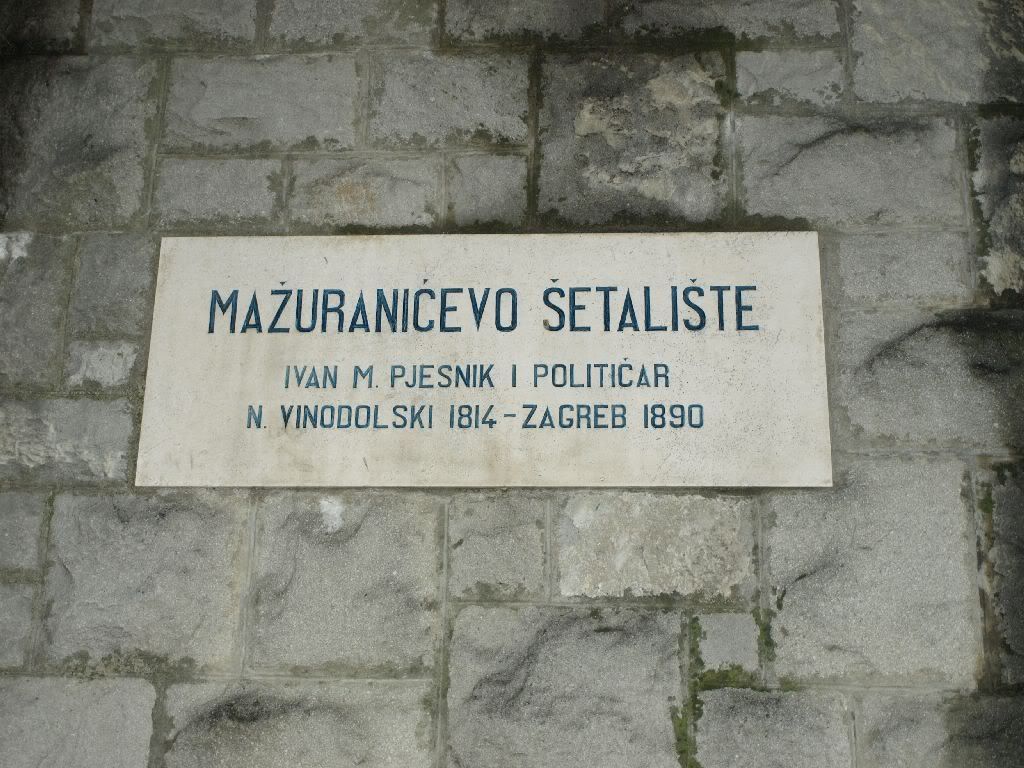 MAŽURANIĆEVO ŠETALIŠTE
IVAN M. PJESNIK I POLITIČAR
N. VINODOLSKI 1814-ZAGREB 1890